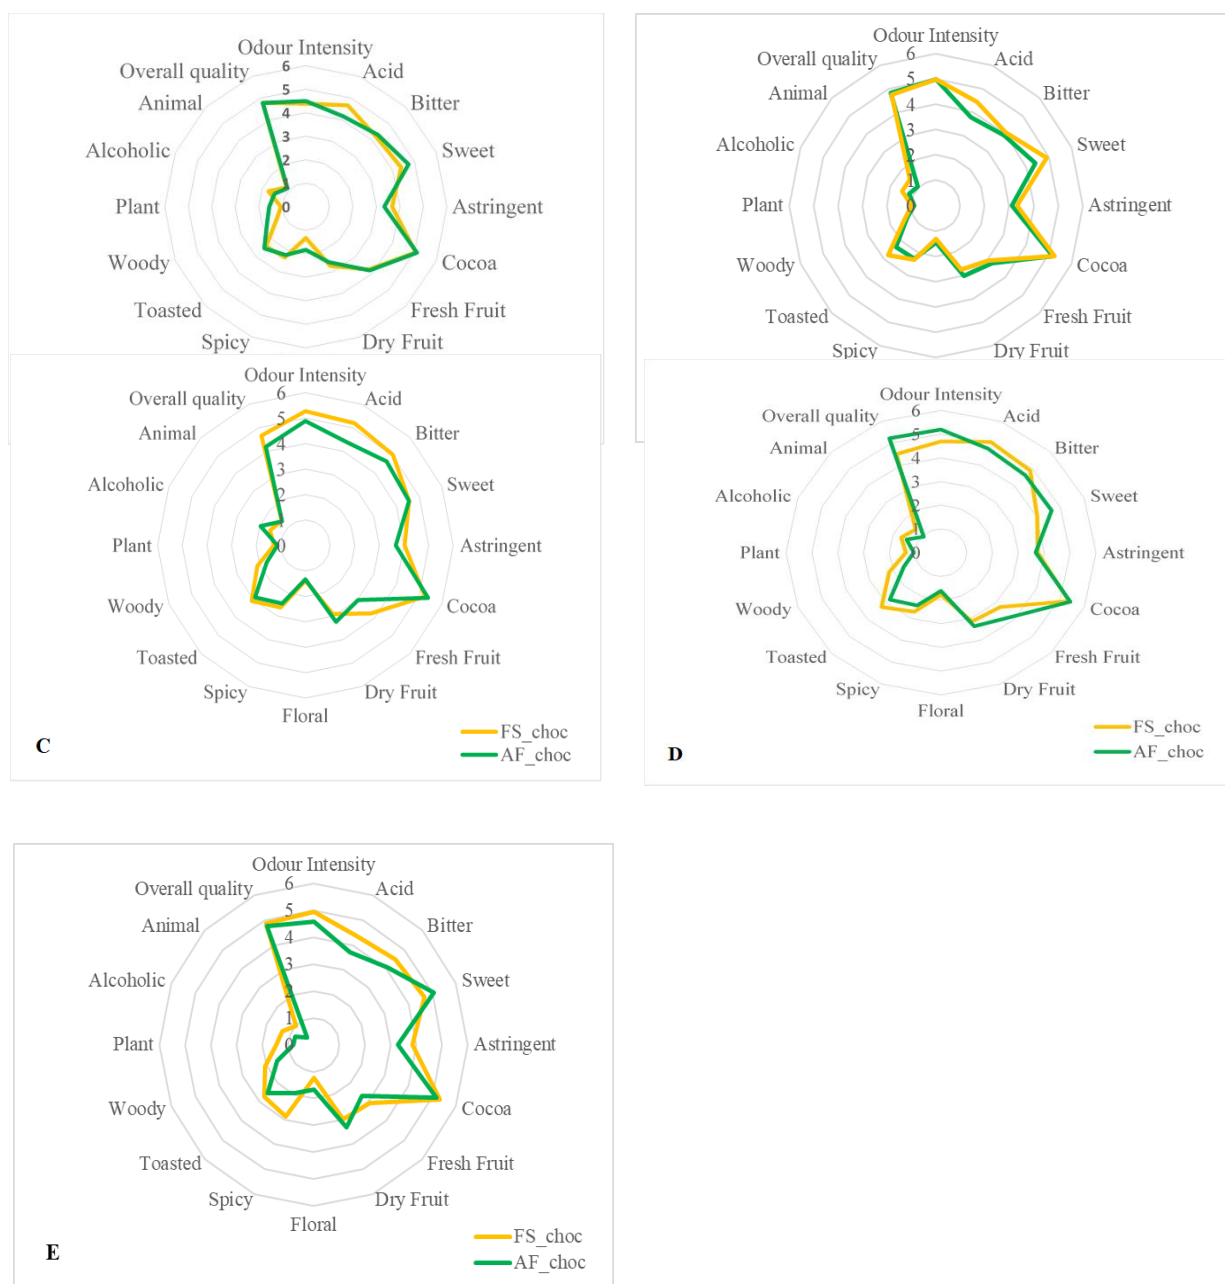 Odour Intensity
Acid
Bitter
Sweet
Astringent
Cocoa
Fresh Fruit
Dry Fruit
Spicy
Toasted
Woody
Plant
Alcoholic
Animal
Overall quality
6
5
4
3
2
1
0
Odour Intensity
Acid
Bitter
Sweet
Astringent
Cocoa
Fresh Fruit
Dry Fruit
Spicy
Toasted
Woody
Plant
Alcoholic
Animal
Overall quality
6
5
4
3
2
1
0
Odour Intensity
Acid
Bitter
Sweet
Astringent
Cocoa
Fresh Fruit
Dry Fruit
Floral
Spicy
Toasted
Woody
Plant
Alcoholic
Animal
Overall quality
6
5
4
3
2
1
0
FS_choc
AF_choc
C
Odour Intensity
Acid
Bitter
Sweet
Astringent
Cocoa
Fresh Fruit
Dry Fruit
Floral
Spicy
Toasted
Woody
Plant
Alcoholic
Animal
Overall quality
6
5
4
3
2
1
0
FS_choc
AF_choc
D
Odour Intensity
Acid
Bitter
Sweet
Astringent
Cocoa
Fresh Fruit
Dry Fruit
Floral
Spicy
Toasted
Woody
Plant
Alcoholic
Animal
Overall quality
6
5
4
3
2
1
0
FS_choc
AF_choc
E